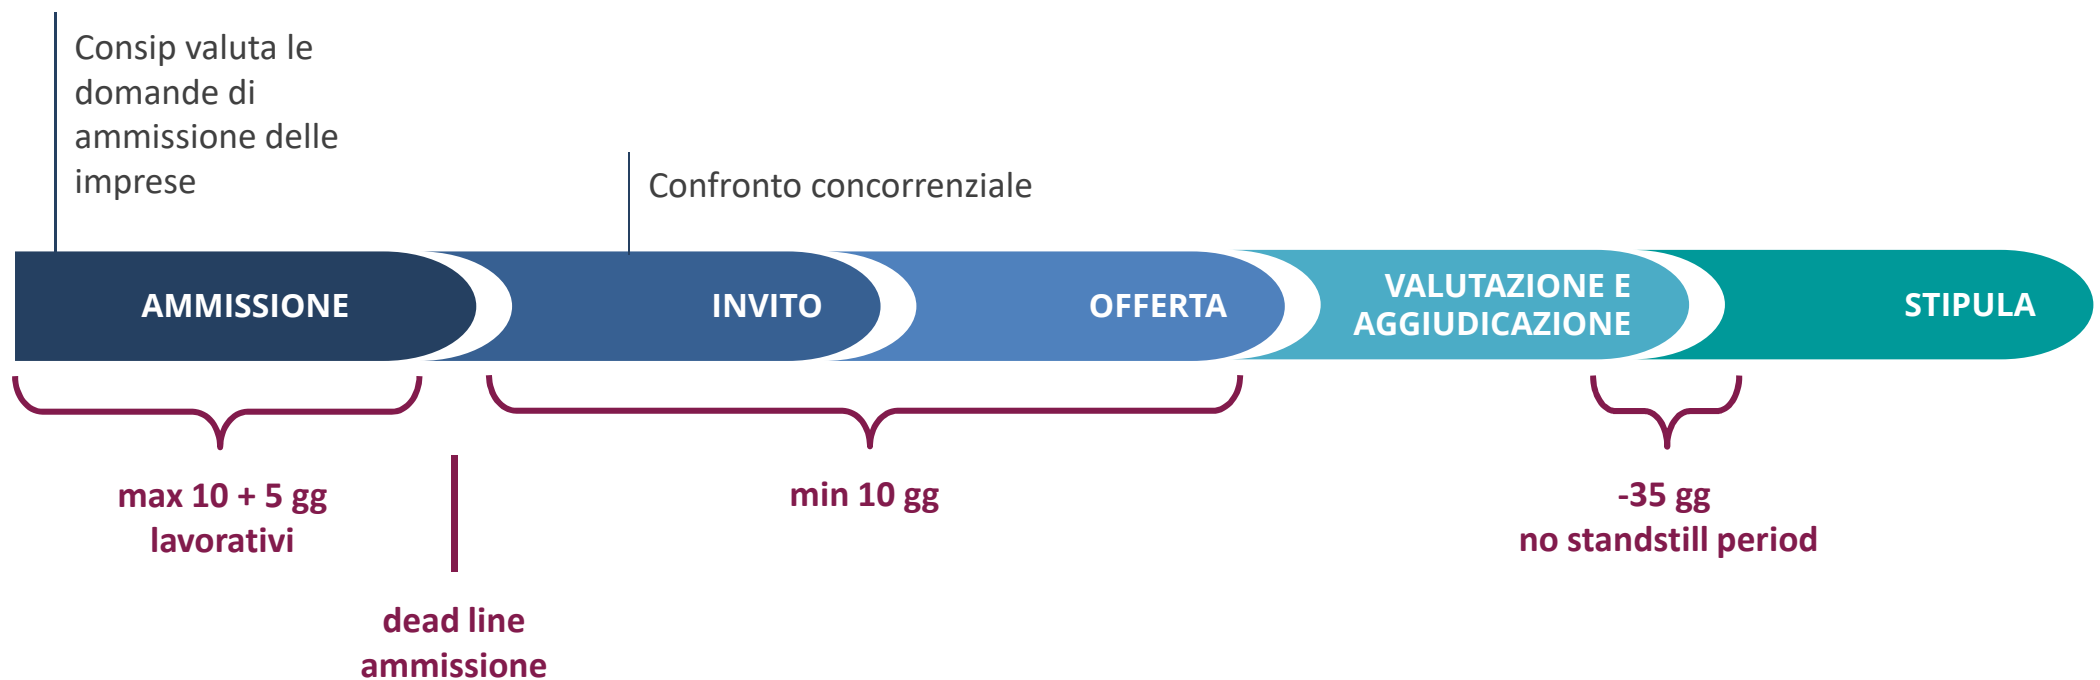 Consip valuta le
domande di
ammissione delle
imprese
Confronto concorrenziale
AMMISSIONE
INVITO
OFFERTA
VALUTAZIONE E
AGGIUDICAZIONE
STIPULA
max 10 + 5 gg
lavorativi
min 10 gg
-35 gg
no standstill period
dead line
ammissione